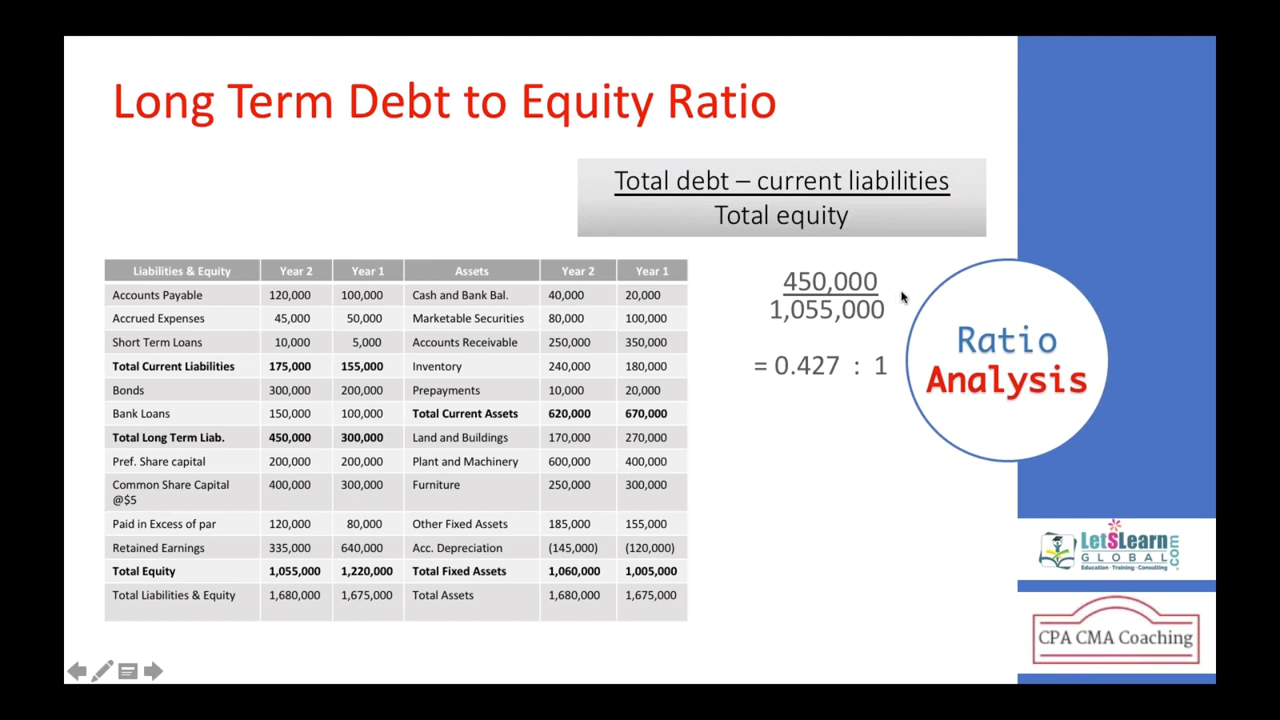 Long Term Debt to Equity Ratio
Total debt – current liabilities
Total equity
Liabilities & Equity Year 2 Year 1 Assets Year 2 Year 1
Accounts Payable 120,000 100,000 Cash and Bank Bal. 40,000 20,000
Accrued Expenses 45,000 50,000 Marketable Securities 80,000 100,000
Short Term Loans 10,000 5,000 Accounts Receivable 250,000 350,000
Total Current Liabilities 175,000 155,000 Inventory 240,000 180,000
Bonds 300,000 200,000 Prepayments 10,000 20,000
Bank Loans 150,000 100,000 Total Current Assets 620,000 670,000
Total Long Term Liab. 450,000 300,000 Land and Buildings 170,000 270,000
Pref. Share capital 200,000 200,000 Plant and Machinery 600,000 400,000
Common Share Capital 400,000 300,000 Furniture 250,000 300,000
@$5
Paid in Excess of par 120,000 80,000 Other Fixed Assets 185,000 155,000
Retained Earnings 335,000 640,000 Acc. Depreciation (145,000) (120,000)
Total Equity 1,055,000 1,220,000 Total Fixed Assets 1,060,000 1,005,000
Total Liabilities & Equity 1,680,000 1,675,000 Total Assets 1,680,000 1,675,000
450,000
1,055,000
= 0.427 : 1
Ratio
Analysis
LetSLearn
GLOBAL.com
Education · Training · Consulting
CPA CMA Coaching